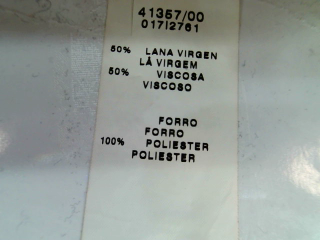 41357/00
017/2761
50% LANA VIRGEN
LÃ VIRGEM
50% VISCOSA
VISCOSO
FORRO
FORRO
100% POLIESTER
POLIESTER